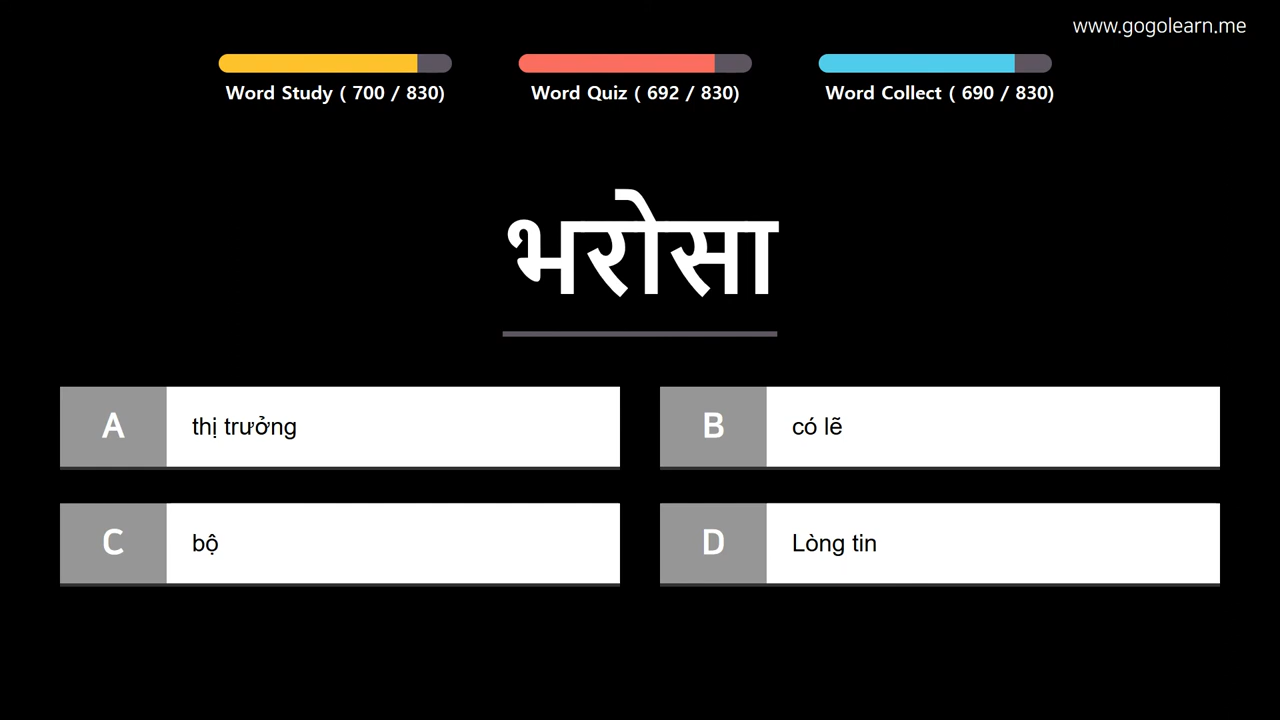 www.gogolearn.me
Word Study ( 700 / 830)
Word Quiz ( 692 / 830)
Word Collect ( 690 / 830)
भरोसा
A thị trưởng
B có lẽ
C bộ
D Lòng tin